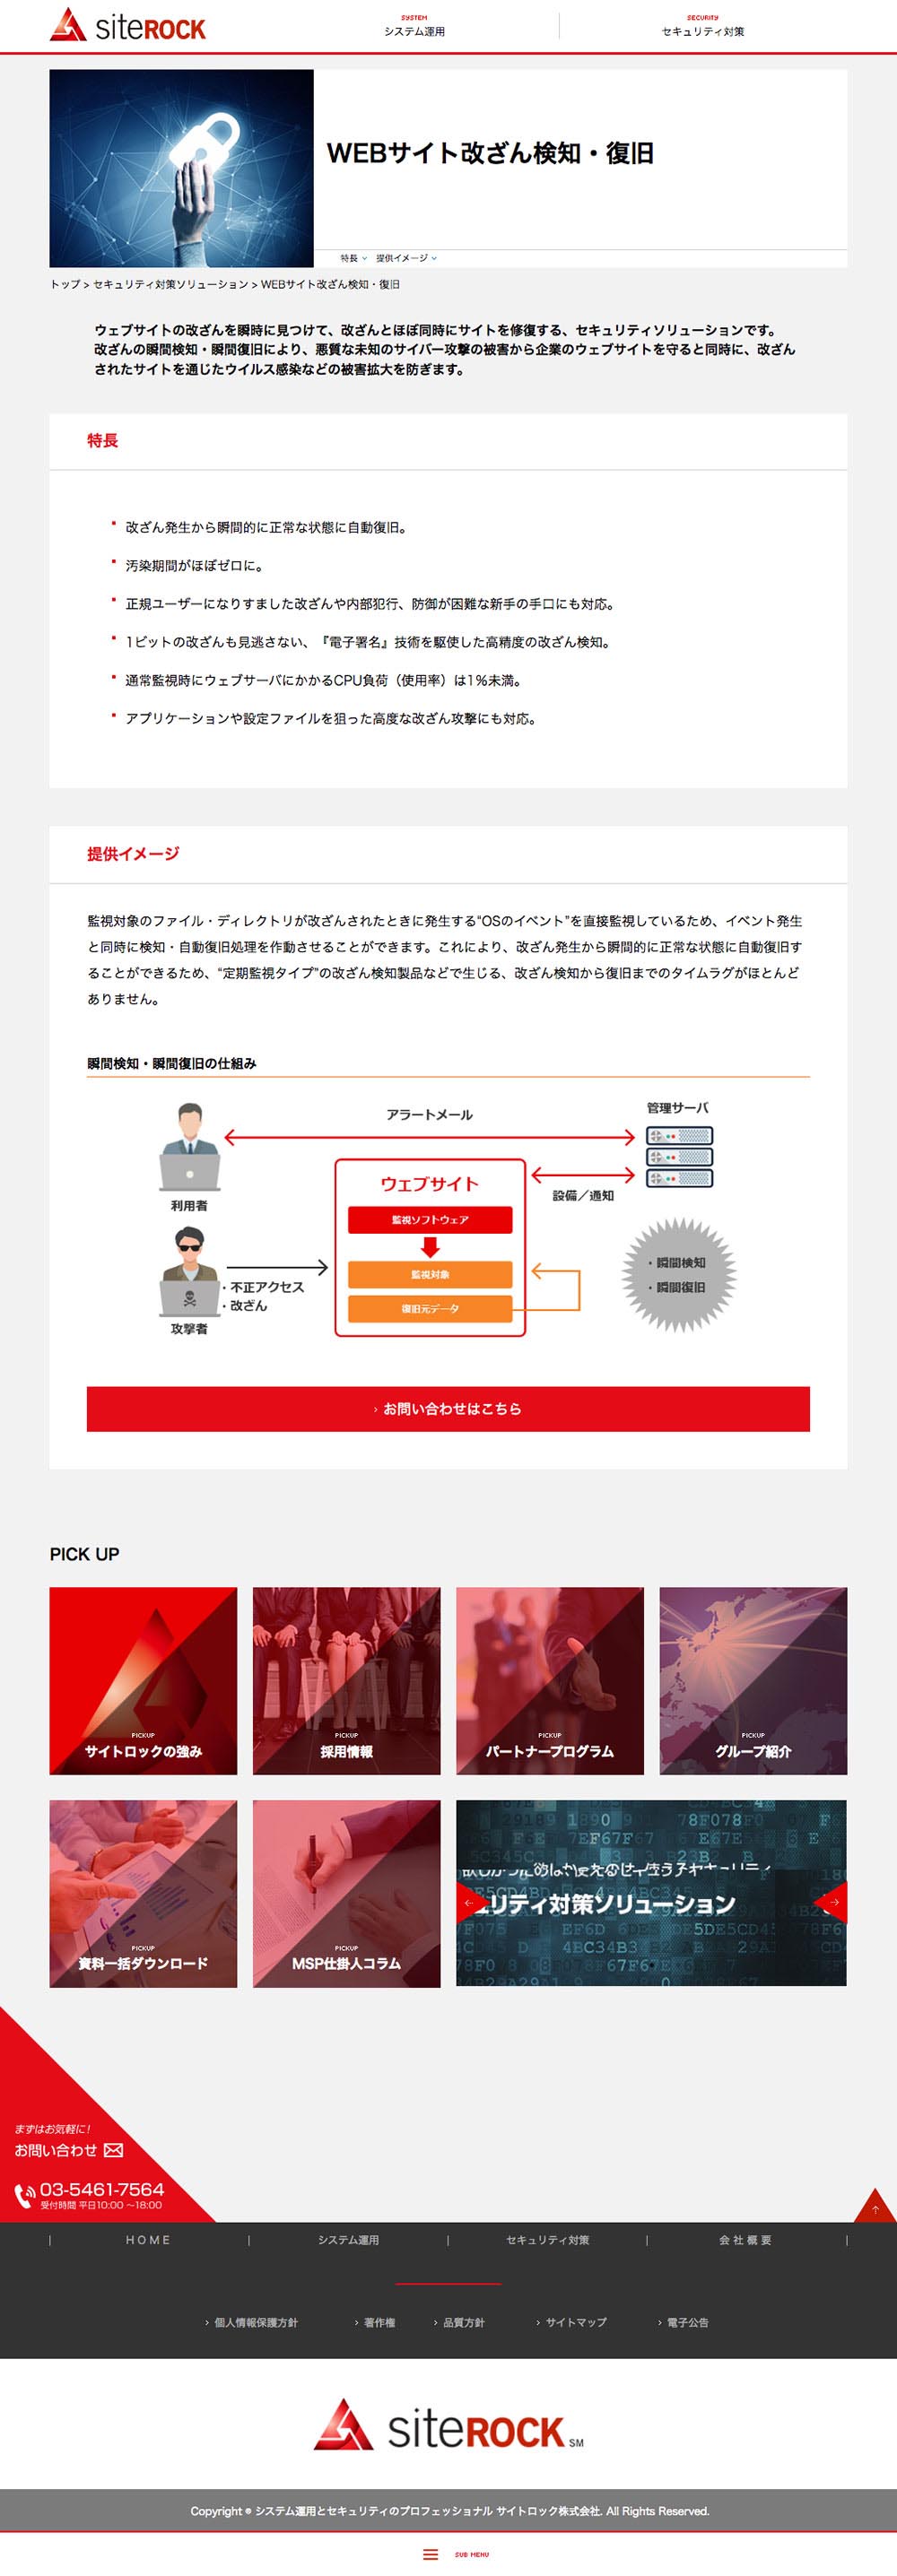 siteROCK
SYSTEM
システム運用
SECURITY
セキュリティ対策
WEBサイト改ざん検知・復旧
特長 提供イメージ
トップ > セキュリティ対策ソリューション > WEBサイト改ざん検知・復旧
ウェブサイトの改ざんを瞬時に見つけて、改ざんとほぼ同時にサイトを修復する、セキュリティソリューションです。
改ざんの瞬間検知・瞬間復旧により、悪質な未知のサイバー攻撃の被害から企業のウェブサイトを守ると同時に、改ざん
されたサイトを通じたウイルス感染などの被害拡大を防ぎます。
特長
改ざん発生から瞬間的に正常な状態に自動復旧。
汚染期間がほぼゼロに。
正規ユーザーになりすました改ざんや内部犯行、防御が困難な新手の手口にも対応。
1ビットの改ざんも見逃さない、『電子署名』技術を駆使した高精度の改ざん検知。
通常監視時にウェブサーバにかかるCPU負荷（使用率）は1％未満。
アプリケーションや設定ファイルを狙った高度な改ざん攻撃にも対応。
提供イメージ
監視対象のファイル・ディレクトリが改ざんされたときに発生する“OSのイベント”を直接監視しているため、イベント発生
と同時に検知・自動復旧処理を作動させることができます。これにより、改ざん発生から瞬間的に正常な状態に自動復旧す
ることができるため、“定期監視タイプ”の改ざん検知製品などで生じる、改ざん検知から復旧までのタイムラグがほとんど
ありません。
瞬間検知・瞬間復旧の仕組み
アラートメール
管理サーバ
ウェブサイト
設備／通知
利用者
監視ソフトウェア
監視対象
復旧元データ
・不正アクセス
・改ざん
攻撃者
・瞬間検知
・瞬間復旧
お問い合わせはこちら
PICK UP
PICKUP
サイトロックの強み
PICKUP
採用情報
PICKUP
パートナープログラム
PICKUP
グループ紹介
PICKUP
資料一括ダウンロード
PICKUP
MSP仕掛人コラム
リティ対策ソリューション
まずはお気軽に！
お問い合わせ
03-5461-7564
受付時間 平日10:00 〜18:00
HOME
システム運用
セキュリティ対策
会社概要
個人情報保護方針
著作権
品質方針
サイトマップ
電子公告
siteROCK SM
Copyright © システム運用とセキュリティのプロフェッショナル サイトロック株式会社. All Rights Reserved.
SUB MENU